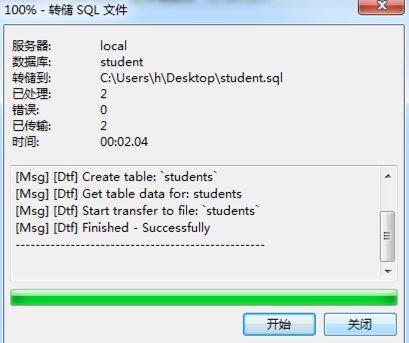 100% - 转储 SQL 文件
服务器: local
数据库: student
转储到: C:\Users\h\Desktop\student.sql
已处理: 2
错误: 0
已传输: 2
时间: 00:02.04
[Msg] [Dtf] Create table: `students`
[Msg] [Dtf] Get table data for: students
[Msg] [Dtf] Start transfer to file: `students`
[Msg] [Dtf] Finished - Successfully
--------------------------------------------------
开始 关闭